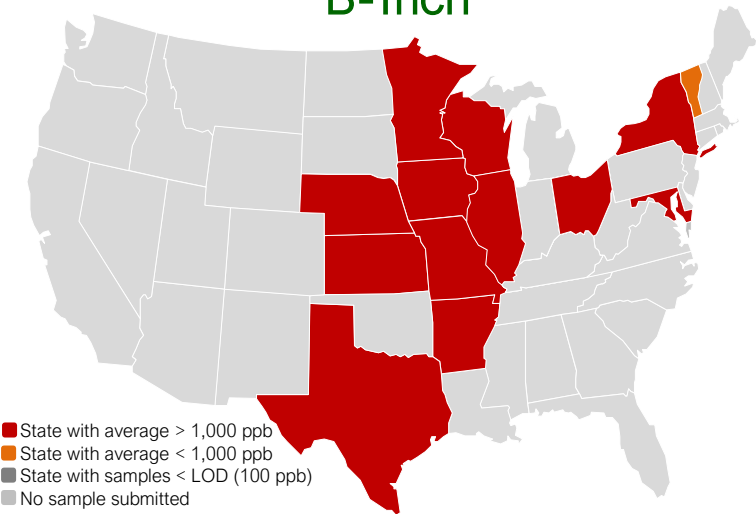 B-Trich
State with average > 1,000 ppb
State with average < 1,000 ppb
State with samples < LOD (100 ppb)
No sample submitted